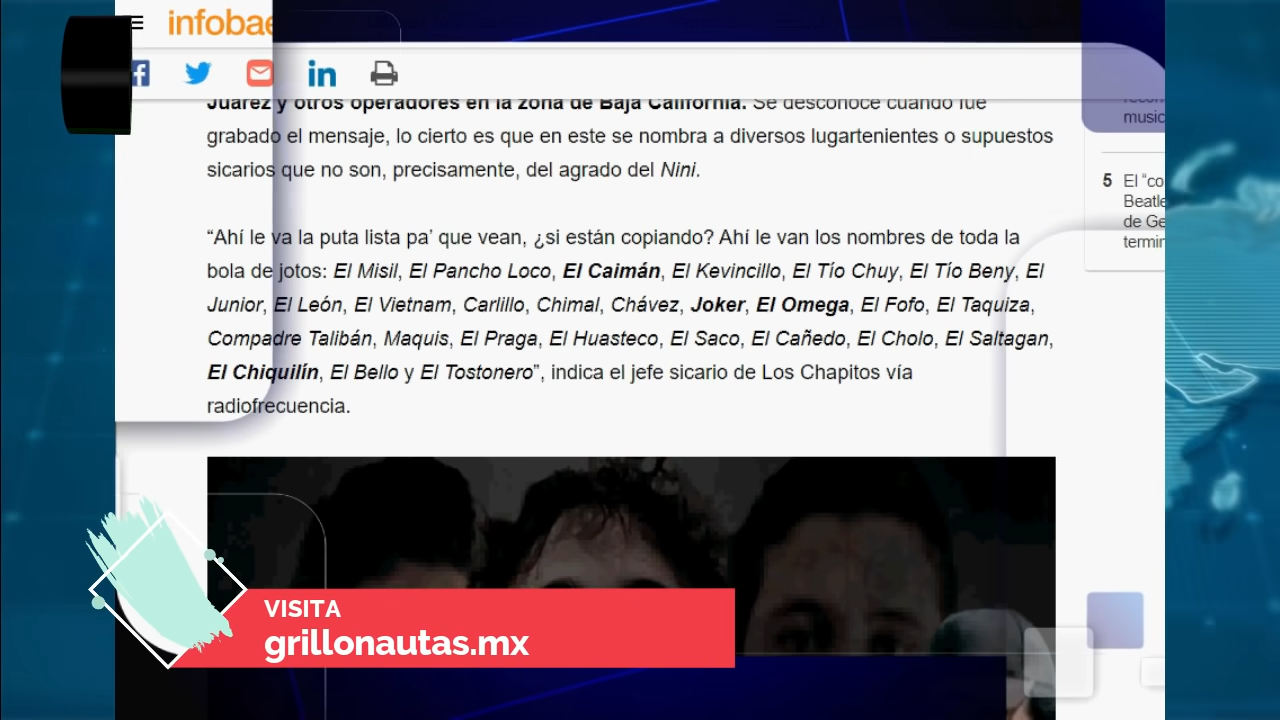 infobae
Juárez y otros operadores en la zona de Baja California. Se desconoce cuándo fue
grabado el mensaje, lo cierto es que en este se nombra a diversos lugartenientes o supuestos
sicarios que no son, precisamente, del agrado del Nini.
“Ahí le va la puta lista pa’ que vean, ¿si están copiando? Ahí le van los nombres de toda la
bola de jotos: El Misil, El Pancho Loco, El Caimán, El Kevincillo, El Tío Chuy, El Tío Beny, El
Junior, El León, El Vietnam, Carlillo, Chimal, Chávez, Joker, El Omega, El Fofo, El Taquiza,
Compadre Talibán, Maquis, El Praga, El Huasteco, El Saco, El Cañedo, El Cholo, El Saltagan,
El Chiquilín, El Bello y El Tostonero”, indica el jefe sicario de Los Chapitos vía
radiofrecuencia.
music
5 El “co
Beatle
de Ge
termin
VISITA
grillonautas.mx